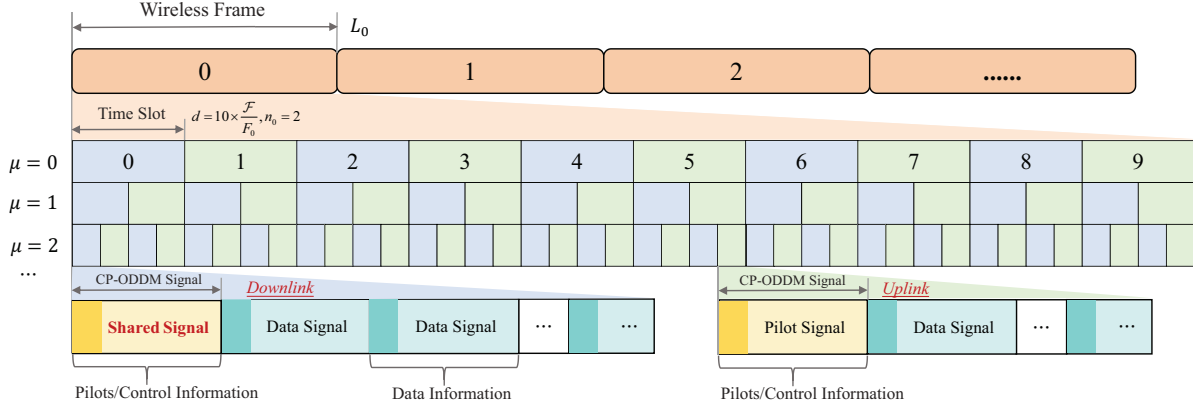 Wireless Frame
L₀
0 1 2 ......
Time Slot d = 10 × 𝓕/F₀, n₀ = 2
μ = 0 0 1 2 3 4 5 6 7 8 9
μ = 1
μ = 2
...
CP-ODDM Signal Downlink CP-ODDM Signal Uplink
Shared Signal Data Signal Data Signal ... ... Pilot Signal Data Signal ... ...
Pilots/Control Information Data Information Pilots/Control Information